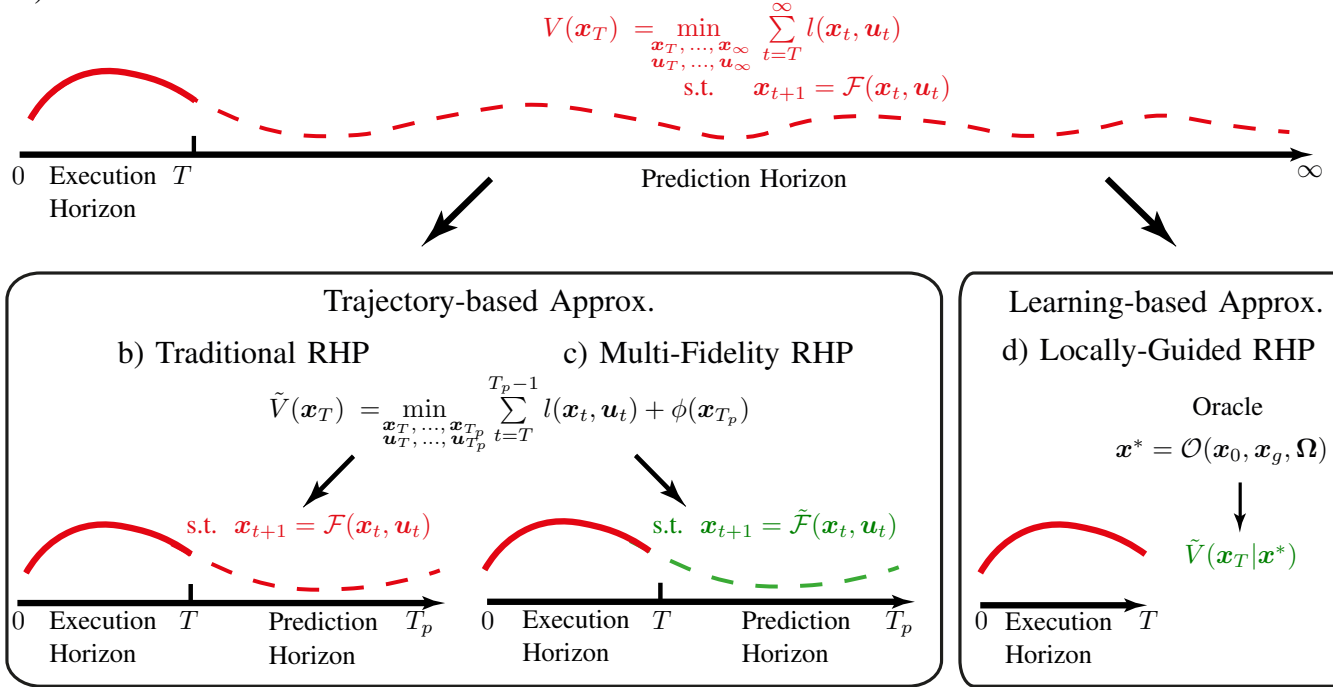 V(x_T) = min_{x_T, ..., x_∞ u_T, ..., u_∞} ∑_{t=T}^{∞} l(x_t, u_t)
s.t. x_{t+1} = F(x_t, u_t)
0 Execution Horizon T Prediction Horizon ∞
Trajectory-based Approx.
b) Traditional RHP c) Multi-Fidelity RHP
Ṽ(x_T) = min_{x_T, ..., x_{T_p} u_T, ..., u_{T_p}} ∑_{t=T}^{T_p−1} l(x_t, u_t) + ϕ(x_{T_p})
s.t. x_{t+1} = F(x_t, u_t)
0 Execution Horizon T Prediction Horizon T_p
s.t. x_{t+1} = F̃(x_t, u_t)
0 Execution Horizon T Prediction Horizon T_p
Learning-based Approx.
d) Locally-Guided RHP
Oracle
x* = O(x_0, x_g, Ω)
Ṽ(x_T|x*)
0 Execution Horizon T